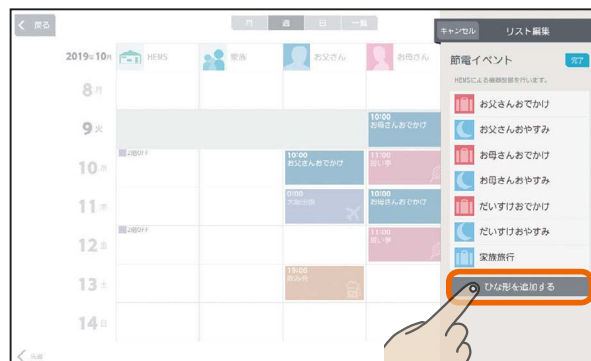 戻る
月 週 日 一覧
キャンセル リスト編集
2019年10月 HEMS 家族 お父さん お母さん
節電イベント 完了
HEMSによる機器制御を行います。
8月
お父さんおでかけ
9火
10:00
お母さんおでかけ
お父さんおやすみ
お母さんおでかけ
10水
10:00
お父さんおでかけ
11:00
習い事
お母さんおやすみ
11木
0:00
大阪出張
10:00
お母さんおでかけ
だいすけおでかけ
だいすけおやすみ
12金
11:00
習い事
家族旅行
13土
19:00
飲み会
ひな形を追加する
14日
先週